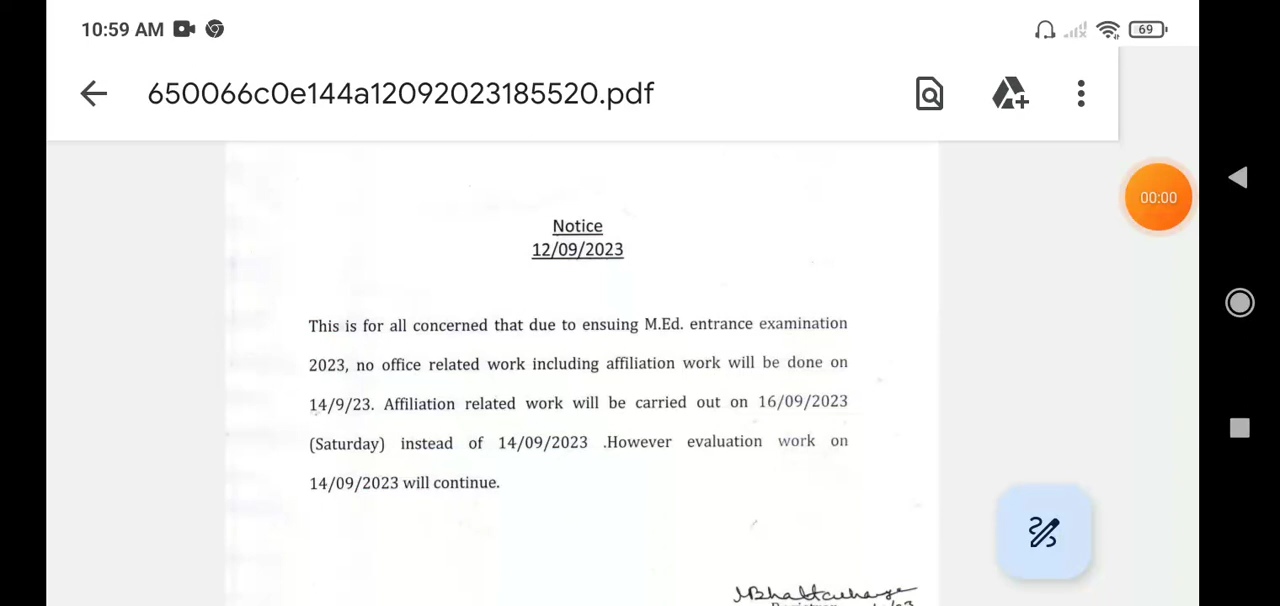 10:59 AM
69
650066c0e144a12092023185520.pdf
00:00
Notice
12/09/2023
This is for all concerned that due to ensuing M.Ed. entrance examination
2023, no office related work including affiliation work will be done on
14/9/23. Affiliation related work will be carried out on 16/09/2023
(Saturday) instead of 14/09/2023 .However evaluation work on
14/09/2023 will continue.